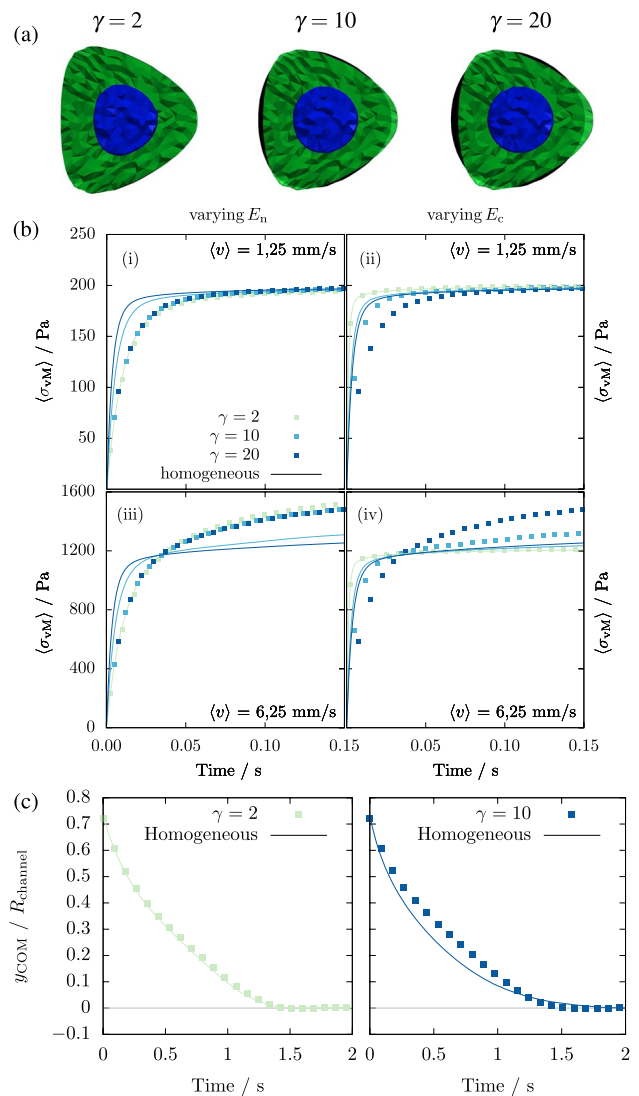 (a)
γ = 2 γ = 10 γ = 20
varying Eₙ varying E_c
(b)
250
200
150
100
50
⟨σ_vM⟩ / Pa
(i)
⟨v⟩ = 1,25 mm/s
γ = 2
γ = 10
γ = 20
homogeneous
(ii)
⟨v⟩ = 1,25 mm/s
⟨σ_vM⟩ / Pa
1600
1200
800
400
0
⟨σ_vM⟩ / Pa
(iii)
⟨v⟩ = 6,25 mm/s
(iv)
⟨v⟩ = 6,25 mm/s
⟨σ_vM⟩ / Pa
0.00 0.05 0.10 0.15 0.05 0.10 0.15
Time / s Time / s
(c)
0.8
0.7
0.6
0.5
0.4
0.3
0.2
0.1
0
−0.1
y_COM / R_channel
γ = 2
Homogeneous
γ = 10
Homogeneous
0 0.5 1 1.5 2 0 0.5 1 1.5 2
Time / s Time / s